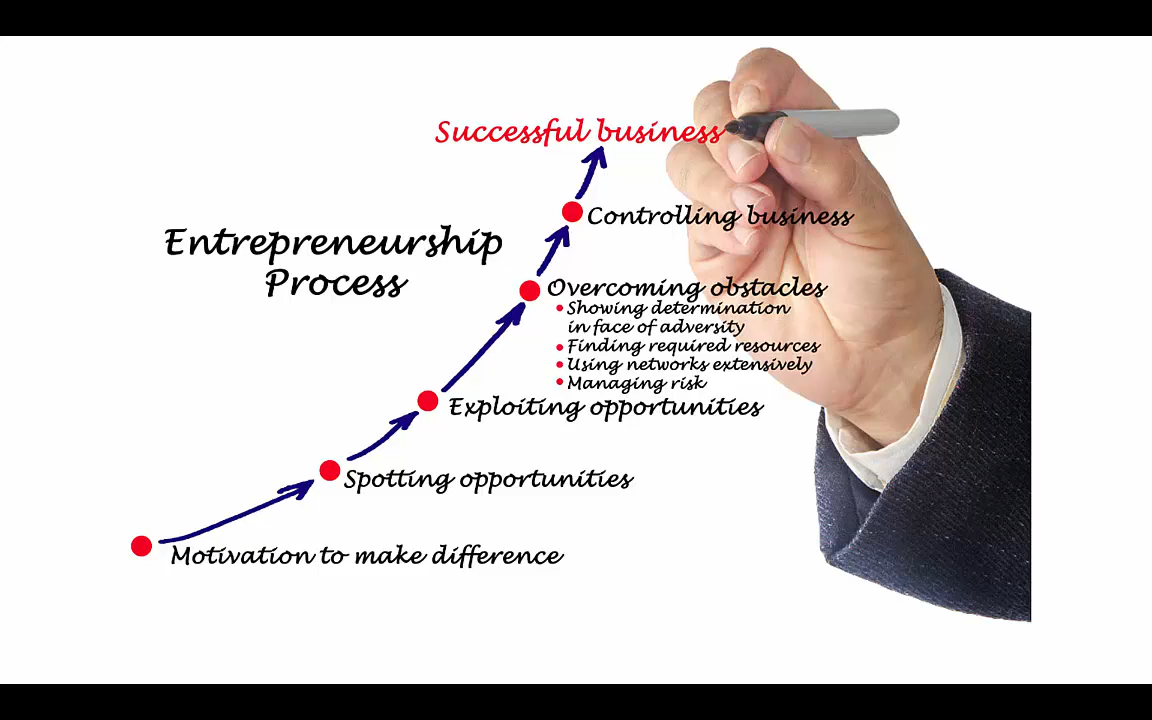 Successful business
Controlling business
Entrepreneurship
Process
Overcoming obstacles
Showing determination
in face of adversity
Finding required resources
Using networks extensively
Managing risk
Exploiting opportunities
Spotting opportunities
Motivation to make difference